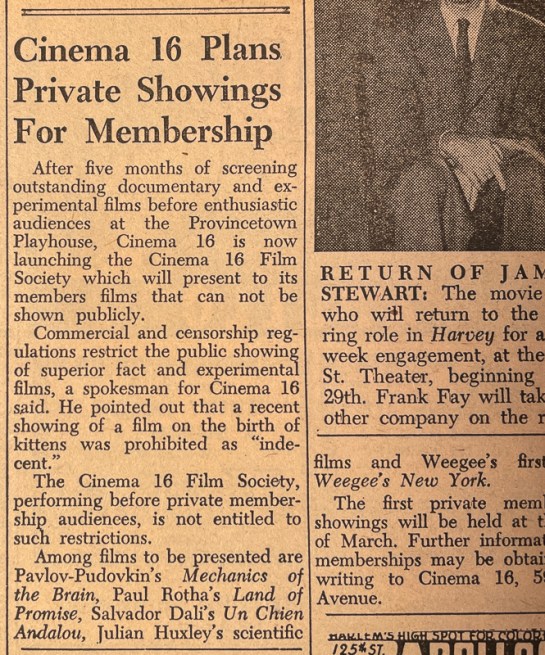 Cinema 16 Plans
Private Showings
For Membership
After five months of screening
outstanding documentary and ex-
perimental films before enthusiastic
audiences at the Provincetown
Playhouse, Cinema 16 is now
launching the Cinema 16 Film
Society which will present to its
members films that can not be
shown publicly.
Commercial and censorship reg-
ulations restrict the public showing
of superior fact and experimental
films, a spokesman for Cinema 16
said. He pointed out that a recent
showing of a film on the birth of
kittens was prohibited as "inde-
cent."
The Cinema 16 Film Society,
performing before private member-
ship audiences, is not entitled to
such restrictions.
Among films to be presented are
Pavlov-Pudovkin's Mechanics of
the Brain, Paul Rotha's Land of
Promise, Salvador Dali's Un Chien
Andalou, Julian Huxley's scientific
films and Weegee's first
Weegee's New York.
The first private mem
showings will be held at t
of March. Further informat
memberships may be obtai
writing to Cinema 16, 59
Avenue.
RETURN OF JAM
STEWART: The movie
who will return to the
ring role in Harvey for a
week engagement, at the
St. Theater, beginning
29th. Frank Fay will tak
other company on the r
HARLEM'S HIGH SPOT FOR COLOR
125th ST. APOLLO